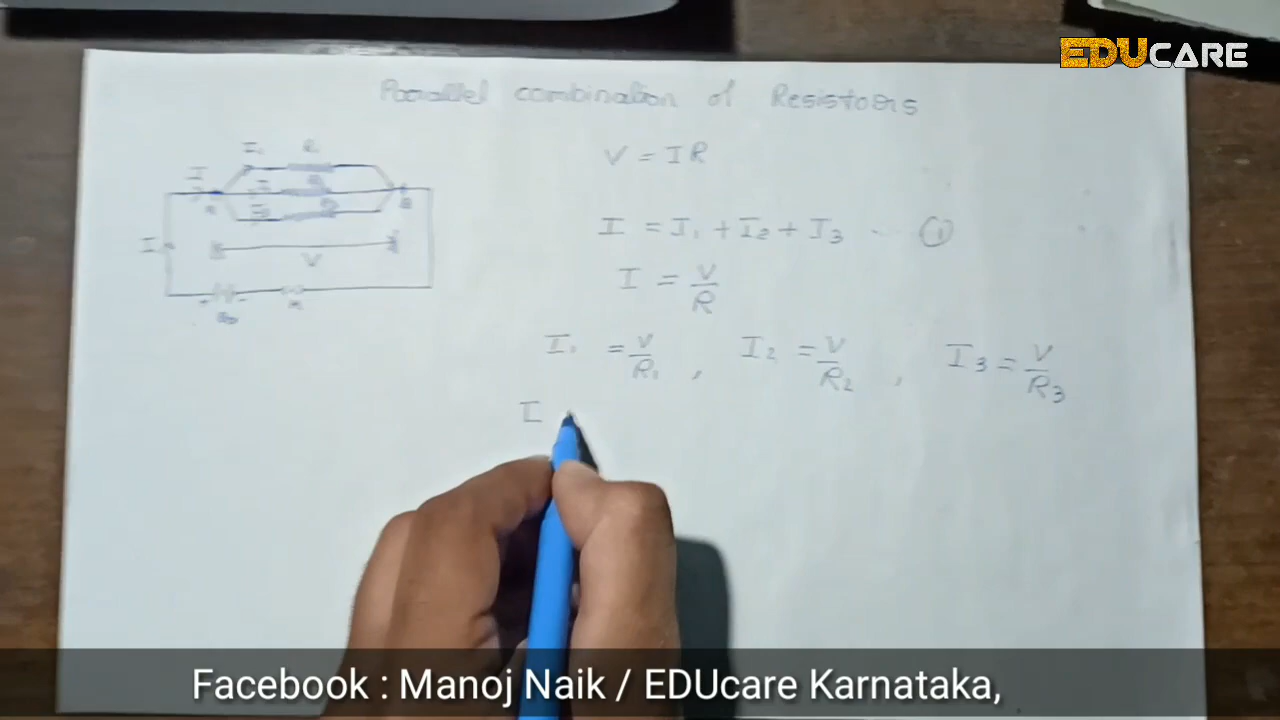 EDUCARE
Parallel combination of Resistors
V = IR
I = I1 + I2 + I3 -- ①
I = V/R
I1 = V/R1 , I2 = V/R2 , I3 = V/R3
I
I
I1
I
V
+ -
Facebook : Manoj Naik / EDUcare Karnataka,